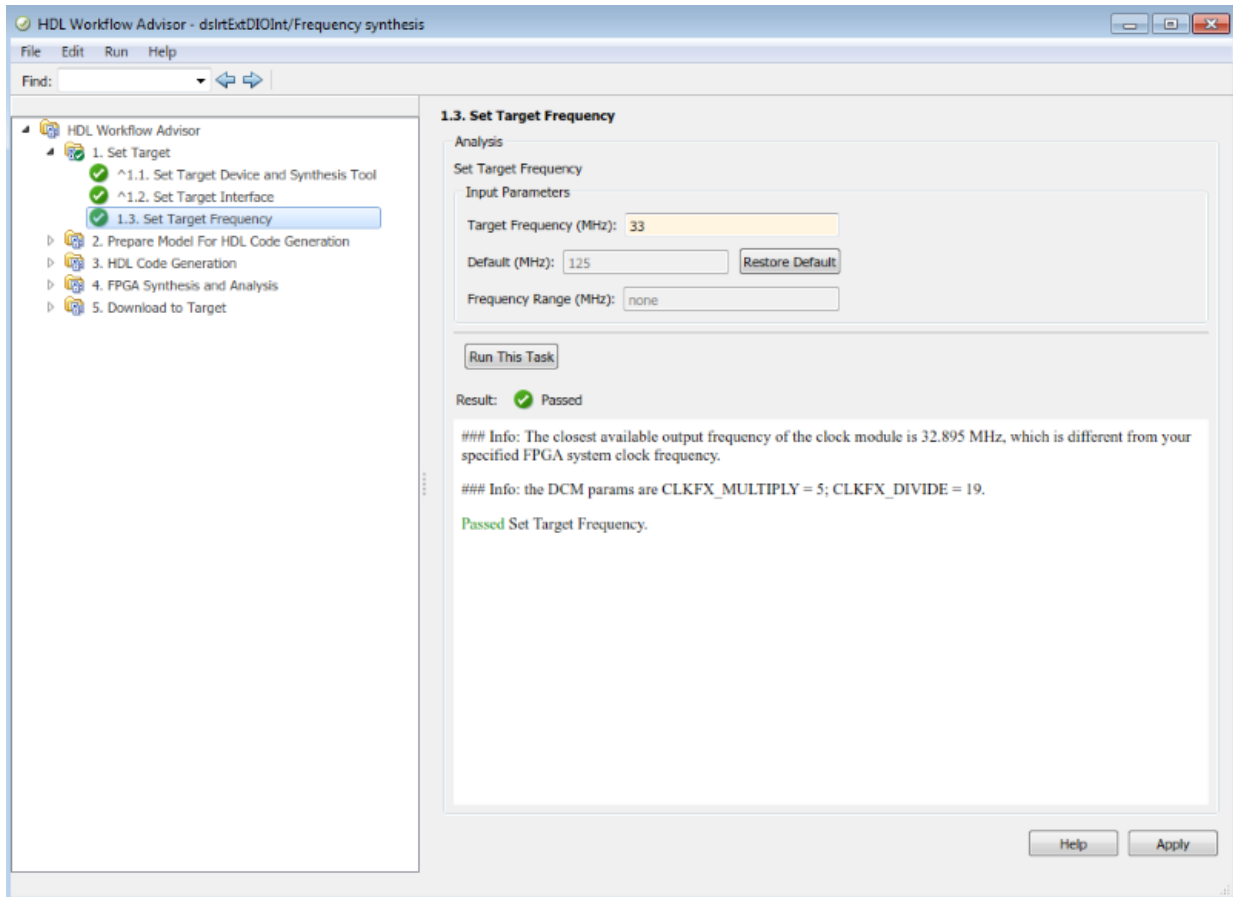 HDL Workflow Advisor - dslrtExtDIOInt/Frequency synthesis
File Edit Run Help
Find:
HDL Workflow Advisor
1. Set Target
^1.1. Set Target Device and Synthesis Tool
^1.2. Set Target Interface
1.3. Set Target Frequency
2. Prepare Model For HDL Code Generation
3. HDL Code Generation
4. FPGA Synthesis and Analysis
5. Download to Target
1.3. Set Target Frequency
Analysis
Set Target Frequency
Input Parameters
Target Frequency (MHz): 33
Default (MHz): 125 Restore Default
Frequency Range (MHz): none
Run This Task
Result: Passed
### Info: The closest available output frequency of the clock module is 32.895 MHz, which is different from your
specified FPGA system clock frequency.
### Info: the DCM params are CLKFX_MULTIPLY = 5; CLKFX_DIVIDE = 19.
Passed Set Target Frequency.
Help Apply